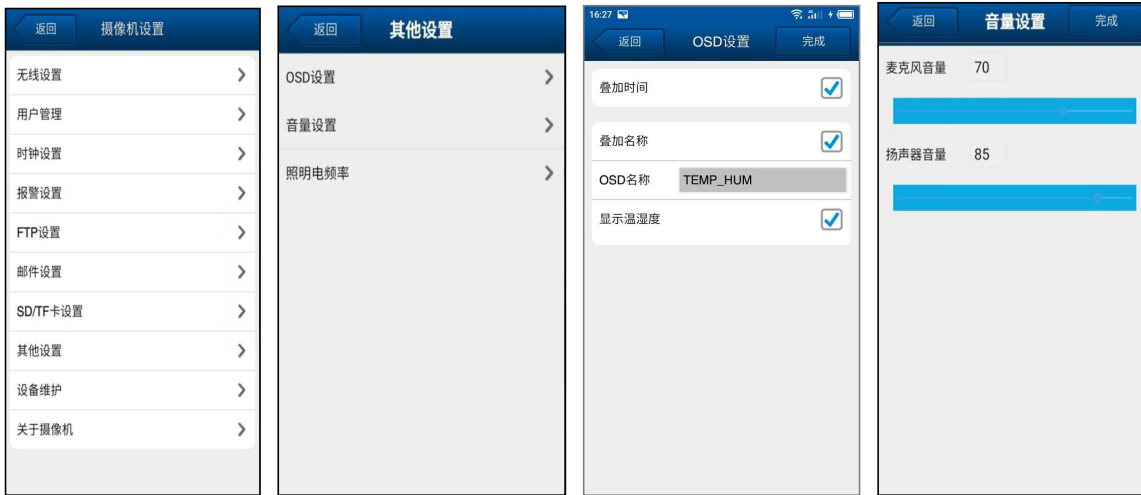 返回 摄像机设置
无线设置
用户管理
时钟设置
报警设置
FTP设置
邮件设置
SD/TF卡设置
其他设置
设备维护
关于摄像机
返回 其他设置
OSD设置
音量设置
照明电频率
16:27
返回 OSD设置 完成
叠加时间
叠加名称
OSD名称 TEMP_HUM
显示温湿度
返回 音量设置 完成
麦克风音量 70
扬声器音量 85